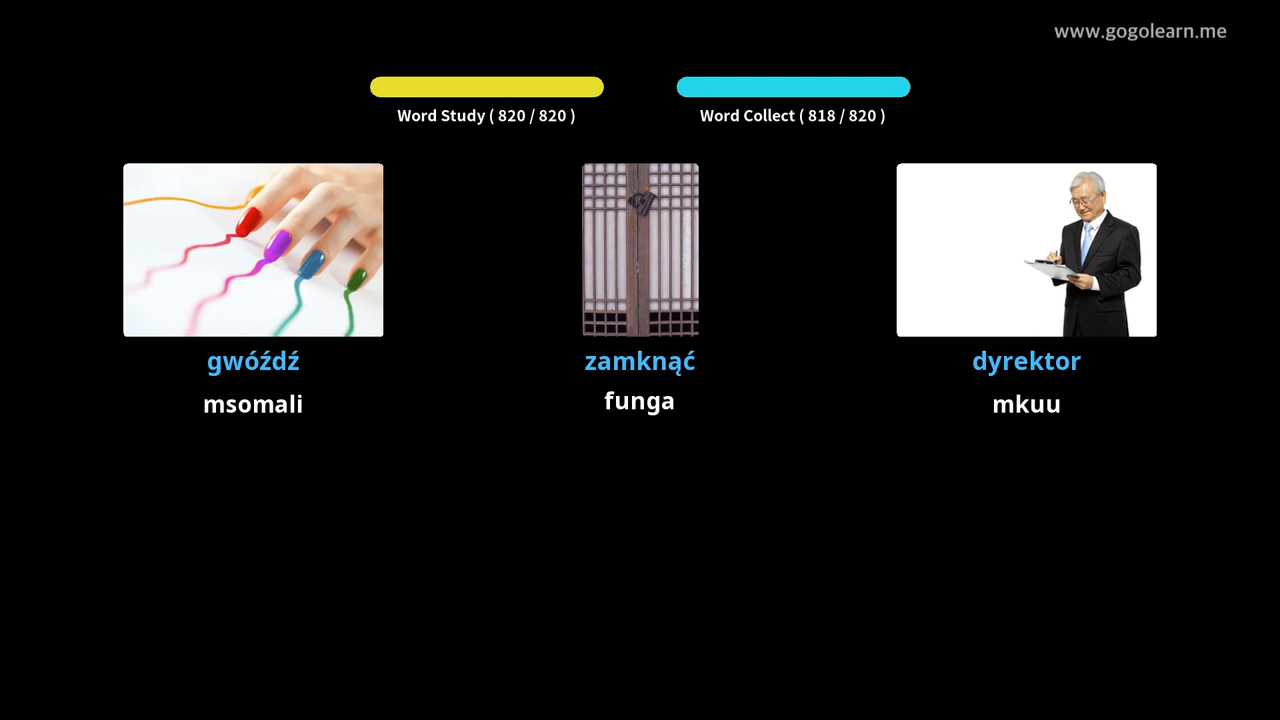 www.gogolearn.me
Word Study ( 820 / 820 )
Word Collect ( 818 / 820 )
gwóźdź
zamknąć
dyrektor
msomali
funga
mkuu